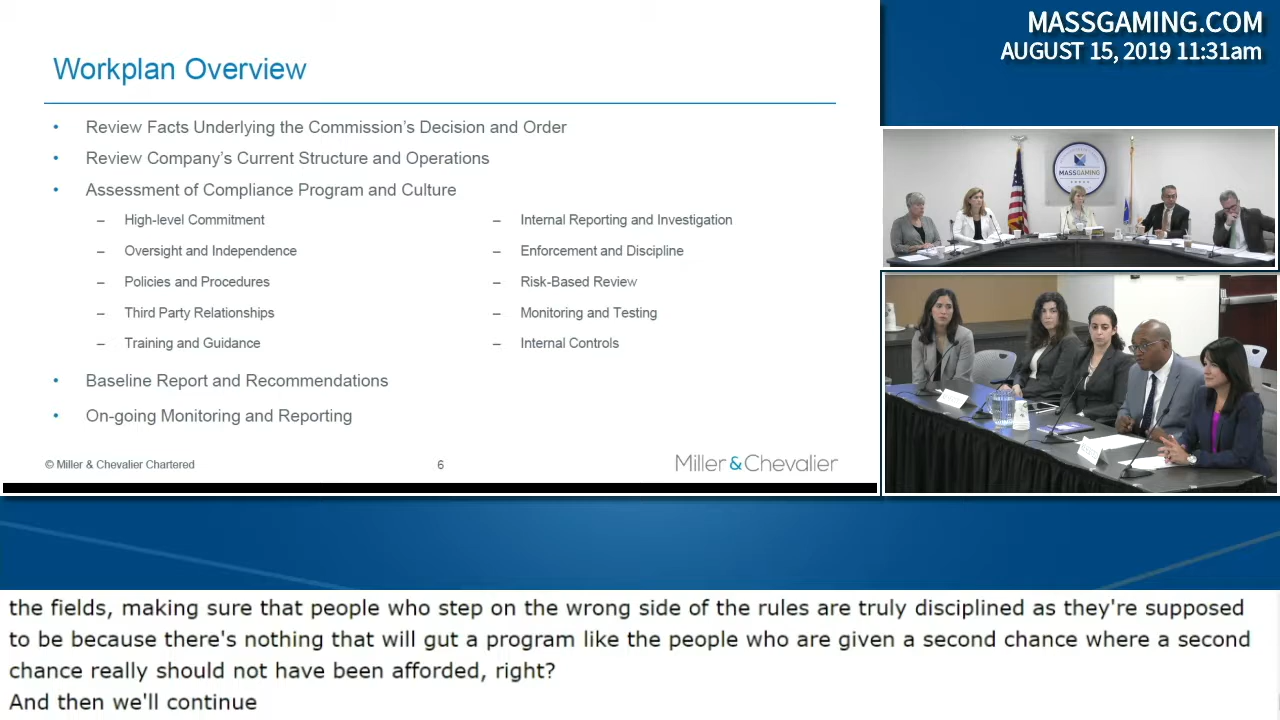 Workplan Overview
• Review Facts Underlying the Commission's Decision and Order
• Review Company's Current Structure and Operations
• Assessment of Compliance Program and Culture
– High-level Commitment
– Oversight and Independence
– Policies and Procedures
– Third Party Relationships
– Training and Guidance
– Internal Reporting and Investigation
– Enforcement and Discipline
– Risk-Based Review
– Monitoring and Testing
– Internal Controls
• Baseline Report and Recommendations
• On-going Monitoring and Reporting
© Miller & Chevalier Chartered
6
Miller&Chevalier
MASSGAMING.COM
AUGUST 15, 2019 11:31am
MASSGAMING
the fields, making sure that people who step on the wrong side of the rules are truly disciplined as they're supposed
to be because there's nothing that will gut a program like the people who are given a second chance where a second
chance really should not have been afforded, right?
And then we'll continue